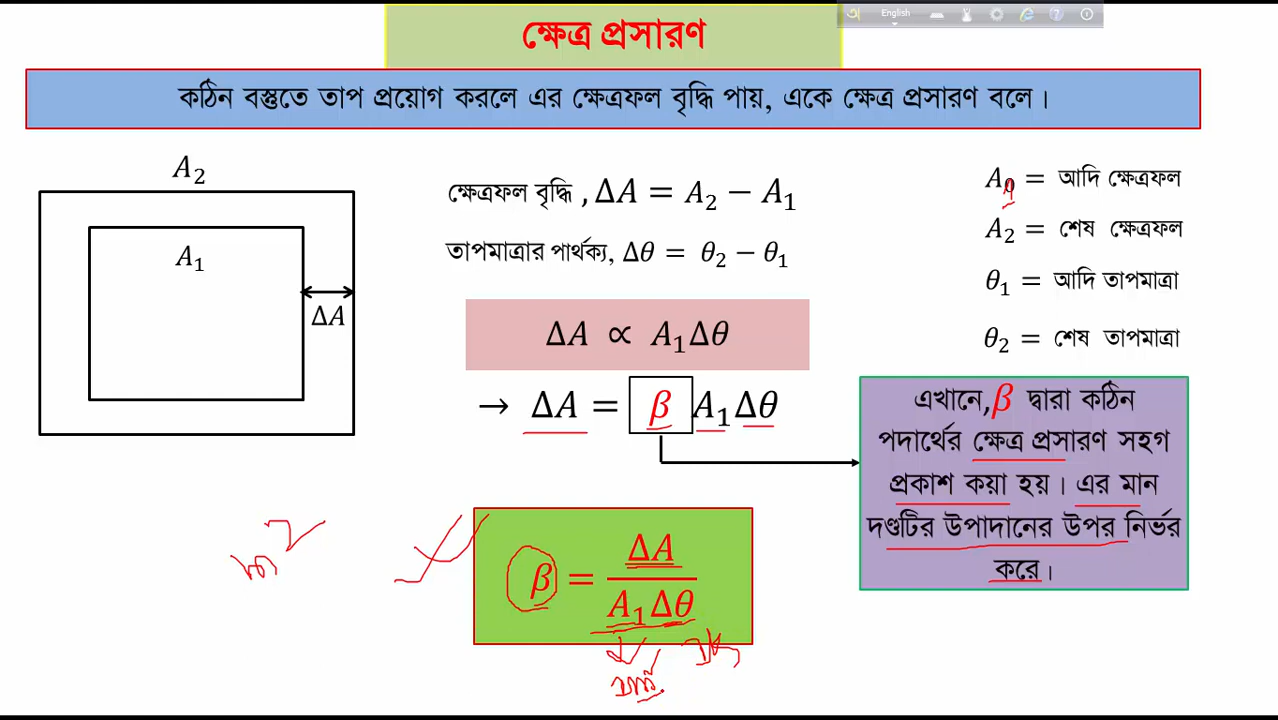 English
ক্ষেত্র প্রসারণ
কঠিন বস্তুতে তাপ প্রয়োগ করলে এর ক্ষেত্রফল বৃদ্ধি পায়, একে ক্ষেত্র প্রসারণ বলে।
A₂
A₁
ΔA
ক্ষেত্রফল বৃদ্ধি , ΔA = A₂ − A₁
তাপমাত্রার পার্থক্য, Δθ = θ₂ − θ₁
ΔA ∝ A₁Δθ
→ ΔA = β A₁Δθ
β = ΔA / A₁Δθ
= আদি ক্ষেত্রফল
A₂ = শেষ ক্ষেত্রফল
θ₁ = আদি তাপমাত্রা
θ₂ = শেষ তাপমাত্রা
এখানে,β দ্বারা কঠিন
পদার্থের ক্ষেত্র প্রসারণ সহগ
প্রকাশ কয়া হয়। এর মান
দণ্ডটির উপাদানের উপর নির্ভর
করে।